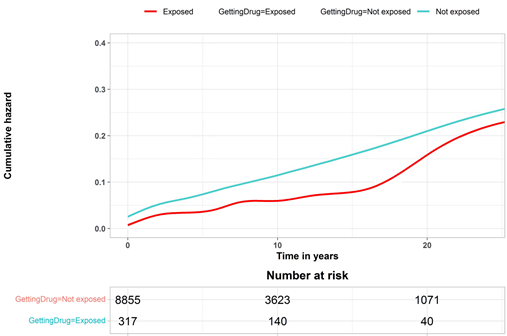 Exposed GettingDrug=Exposed GettingDrug=Not exposed Not exposed
0.4
0.3
0.2
0.1
0.0
Cumulative hazard
0 10 20
Time in years
Number at risk
GettingDrug=Not exposed 8855 3623 1071
GettingDrug=Exposed 317 140 40